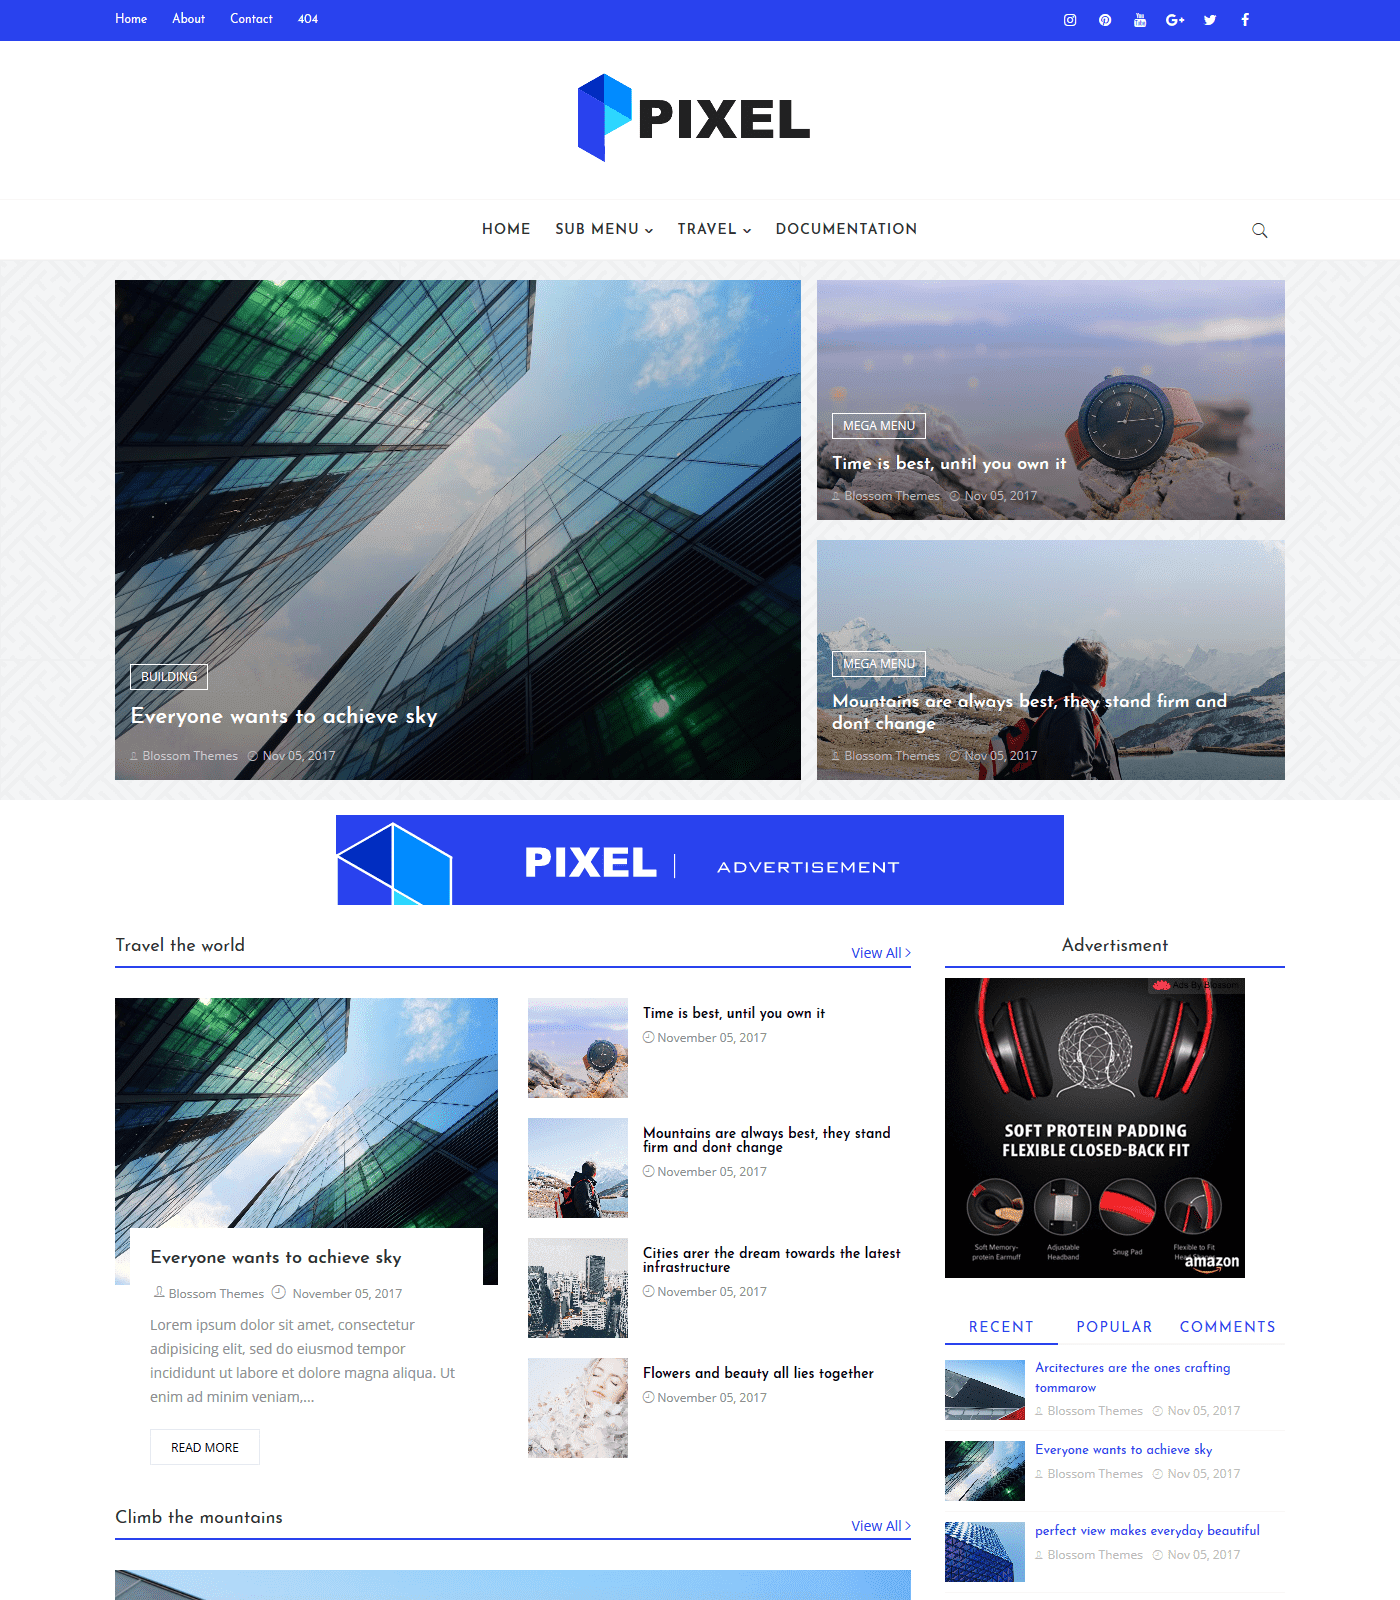 Home About Contact 404
PIXEL
HOME SUB MENU TRAVEL DOCUMENTATION
BUILDING
Everyone wants to achieve sky
Blossom Themes Nov 05, 2017
MEGA MENU
Time is best, until you own it
Blossom Themes Nov 05, 2017
MEGA MENU
Mountains are always best, they stand firm and
dont change
Blossom Themes Nov 05, 2017
PIXEL | ADVERTISEMENT
Travel the world
View All
Everyone wants to achieve sky
Blossom Themes November 05, 2017
Lorem ipsum dolor sit amet, consectetur
adipisicing elit, sed do eiusmod tempor
incididunt ut labore et dolore magna aliqua. Ut
enim ad minim veniam,...
READ MORE
Time is best, until you own it
November 05, 2017
Mountains are always best, they stand
firm and dont change
November 05, 2017
Cities arer the dream towards the latest
infrastructure
November 05, 2017
Flowers and beauty all lies together
November 05, 2017
Climb the mountains
View All
Advertisment
Ads By Blossom
SOFT PROTEIN PADDING
FLEXIBLE CLOSED-BACK FIT
Soft Memory-
protein Earmuff
Adjustable
Headband
Snug Pad
Flexible to Fit
Head
amazon
RECENT POPULAR COMMENTS
Arcitectures are the ones crafting
tommarow
Blossom Themes Nov 05, 2017
Everyone wants to achieve sky
Blossom Themes Nov 05, 2017
perfect view makes everyday beautiful
Blossom Themes Nov 05, 2017